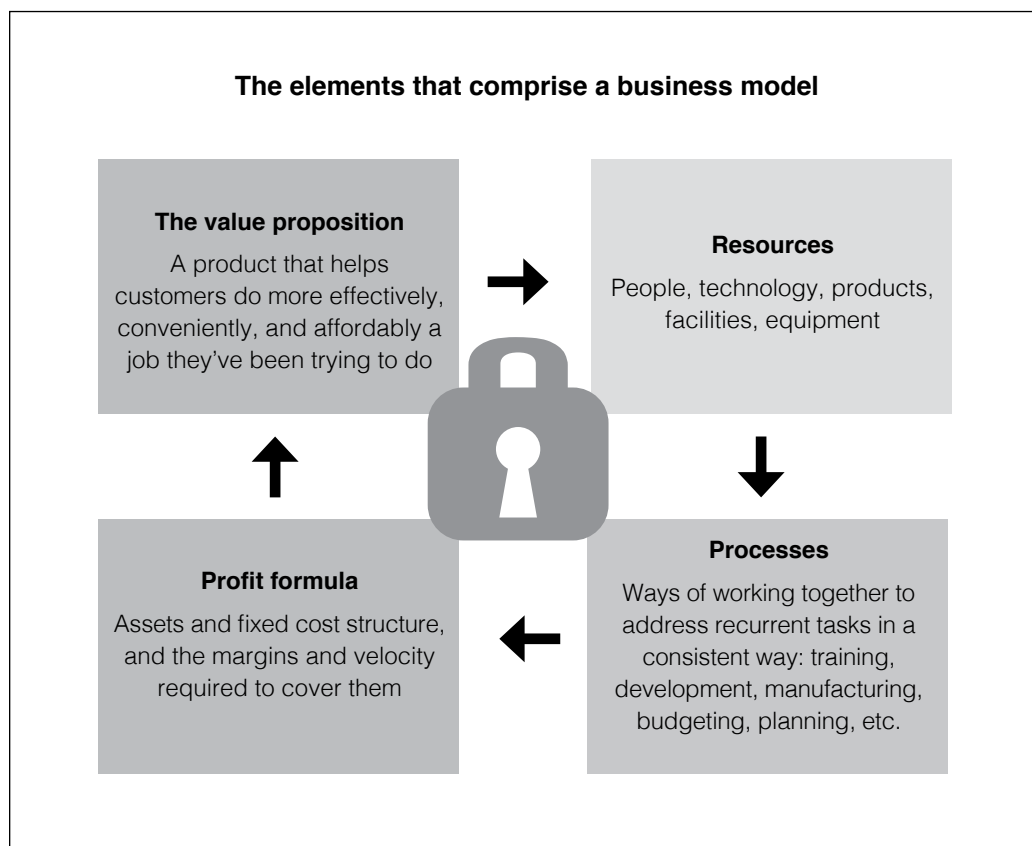 The elements that comprise a business model
The value proposition
A product that helps
customers do more effectively,
conveniently, and affordably a
job they’ve been trying to do
Resources
People, technology, products,
facilities, equipment
Profit formula
Assets and fixed cost structure,
and the margins and velocity
required to cover them
Processes
Ways of working together to
address recurrent tasks in a
consistent way: training,
development, manufacturing,
budgeting, planning, etc.